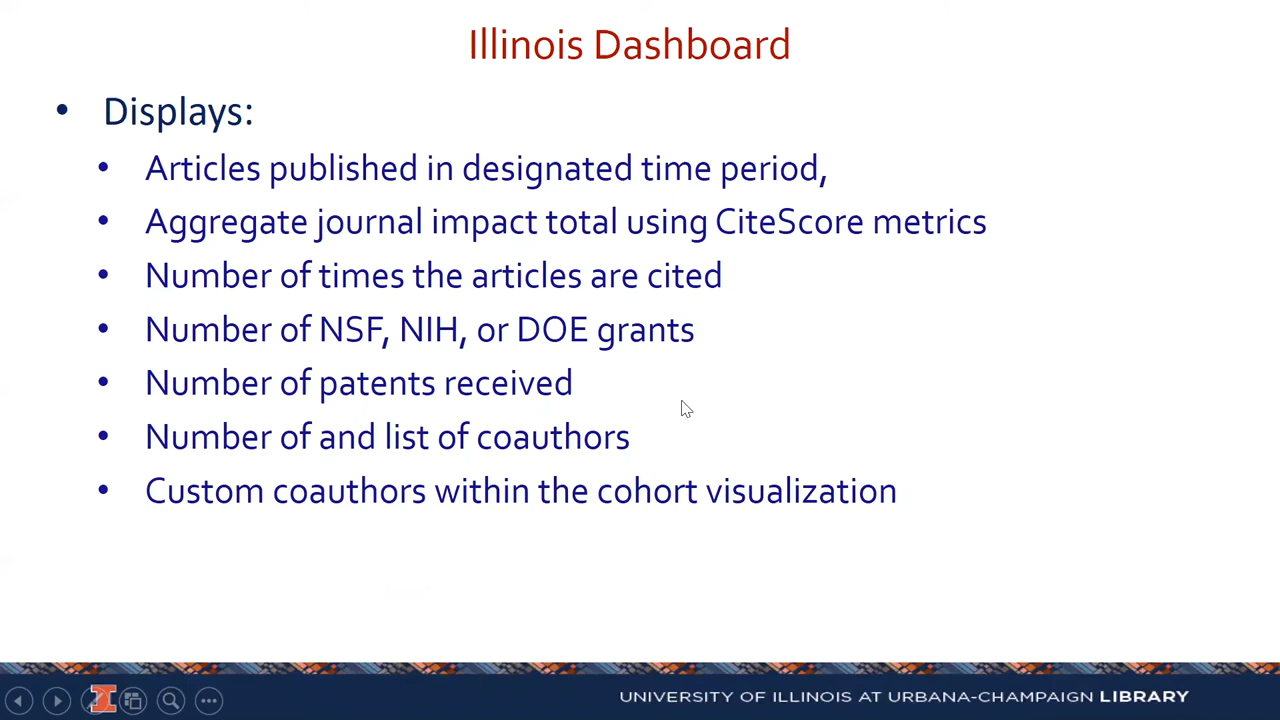 Illinois Dashboard
• Displays:
• Articles published in designated time period,
• Aggregate journal impact total using CiteScore metrics
• Number of times the articles are cited
• Number of NSF, NIH, or DOE grants
• Number of patents received
• Number of and list of coauthors
• Custom coauthors within the cohort visualization
UNIVERSITY OF ILLINOIS AT URBANA-CHAMPAIGN LIBRARY